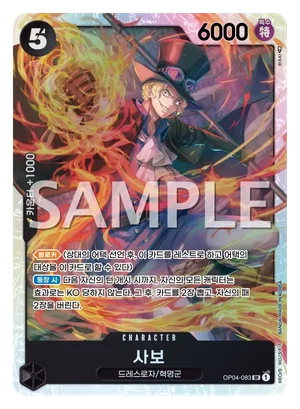 5
6000
특수
特
카운터 +1000
SAMPLE
블로커 (상대의 어택 선언 후, 이 카드를 레스트로 하고 어택의
대상을 이 카드로 할 수 있다)
등장 시 다음 자신의 턴 개시 시까지, 자신의 모든 캐릭터는
효과로는 KO 당하지 않는다. 그 후, 카드를 2장 뽑고, 자신의 패
2장을 버린다.
CHARACTER
사보
드레스로자/혁명군
OP04-083 SR 1